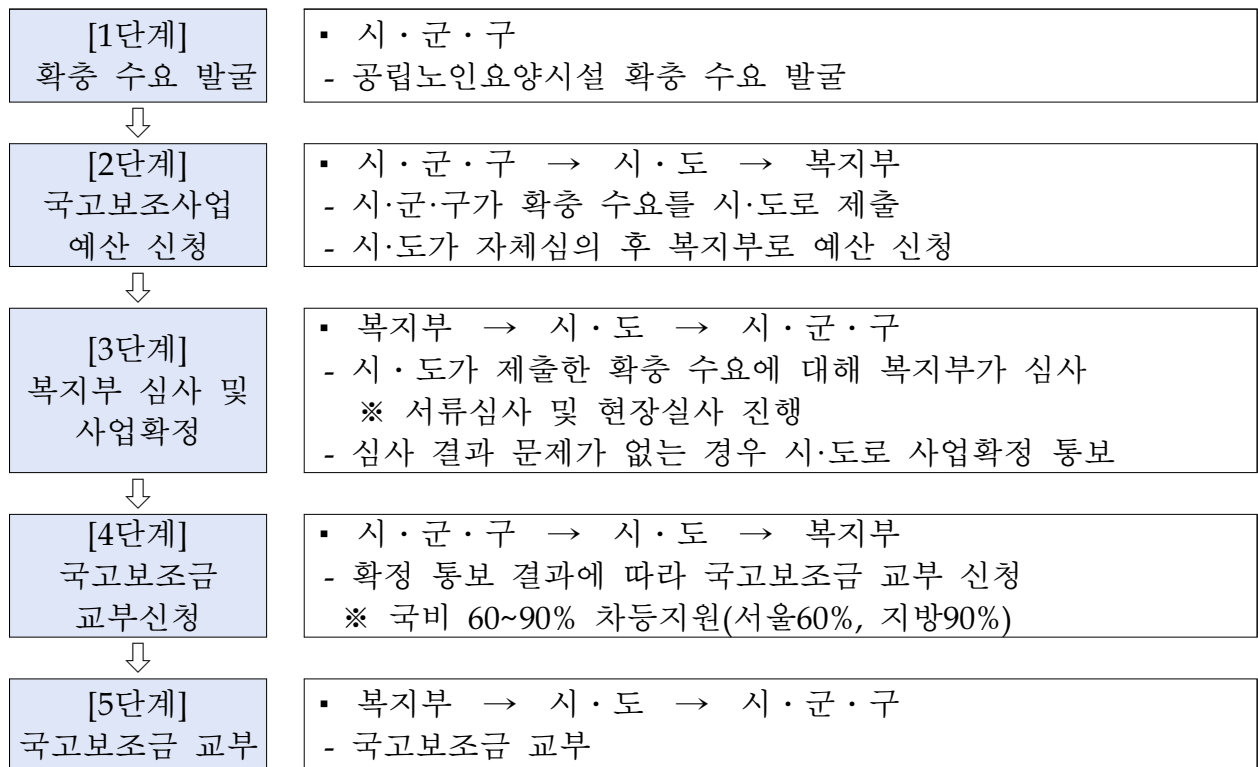 [1단계]
확충 수요 발굴
▪ 시・군・구
- 공립노인요양시설 확충 수요 발굴
⇩
[2단계]
국고보조사업
예산 신청
▪ 시・군・구 → 시・도 → 복지부
- 시·군·구가 확충 수요를 시·도로 제출
- 시·도가 자체심의 후 복지부로 예산 신청
⇩
[3단계]
복지부 심사 및
사업확정
▪ 복지부 → 시・도 → 시・군・구
- 시・도가 제출한 확충 수요에 대해 복지부가 심사
※ 서류심사 및 현장실사 진행
- 심사 결과 문제가 없는 경우 시·도로 사업확정 통보
⇩
[4단계]
국고보조금
교부신청
▪ 시・군・구 → 시・도 → 복지부
- 확정 통보 결과에 따라 국고보조금 교부 신청
※ 국비 60~90% 차등지원(서울60%, 지방90%)
⇩
[5단계]
국고보조금 교부
▪ 복지부 → 시・도 → 시・군・구
- 국고보조금 교부